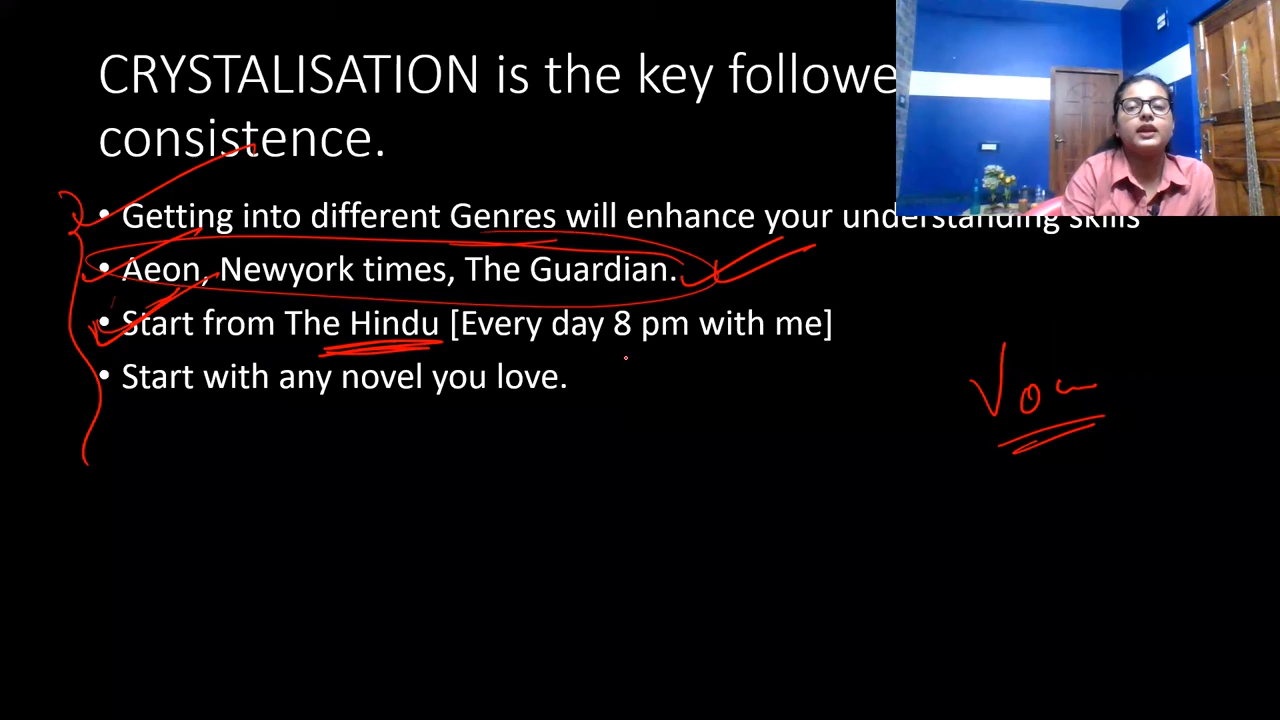 CRYSTALISATION is the key followe
consistence.
• Getting into different Genres will enhance your understanding skills
• Aeon, Newyork times, The Guardian.
• Start from The Hindu [Every day 8 pm with me]
• Start with any novel you love.
Voc